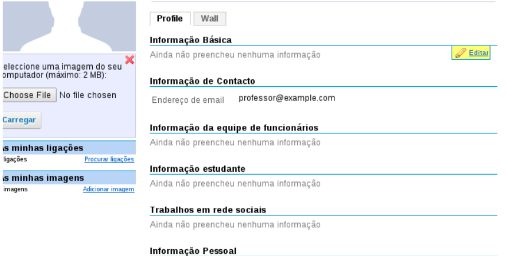 Profile
Wall
Informação Básica
Ainda não preencheu nenhuma informação
Editar
Informação de Contacto
Endereço de email professor@example.com
Informação da equipe de funcionários
Ainda não preencheu nenhuma informação
Informação estudante
Ainda não preencheu nenhuma informação
Trabalhos em rede sociais
Ainda não preencheu nenhuma informação
Informação Pessoal
eleccione uma imagem do seu
omputador (máximo: 2 MB):
Choose File No file chosen
Carregar
s minhas ligações
ligações Procurar ligações
s minhas imagens
imagens Adicionar imagem